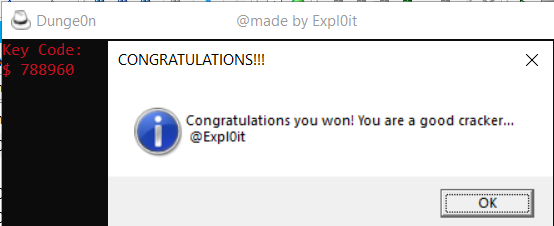 Dunge0n @made by Expl0it
Key Code:
$ 788960
CONGRATULATIONS!!!
Congratulations you won! You are a good cracker...
@Expl0it
OK